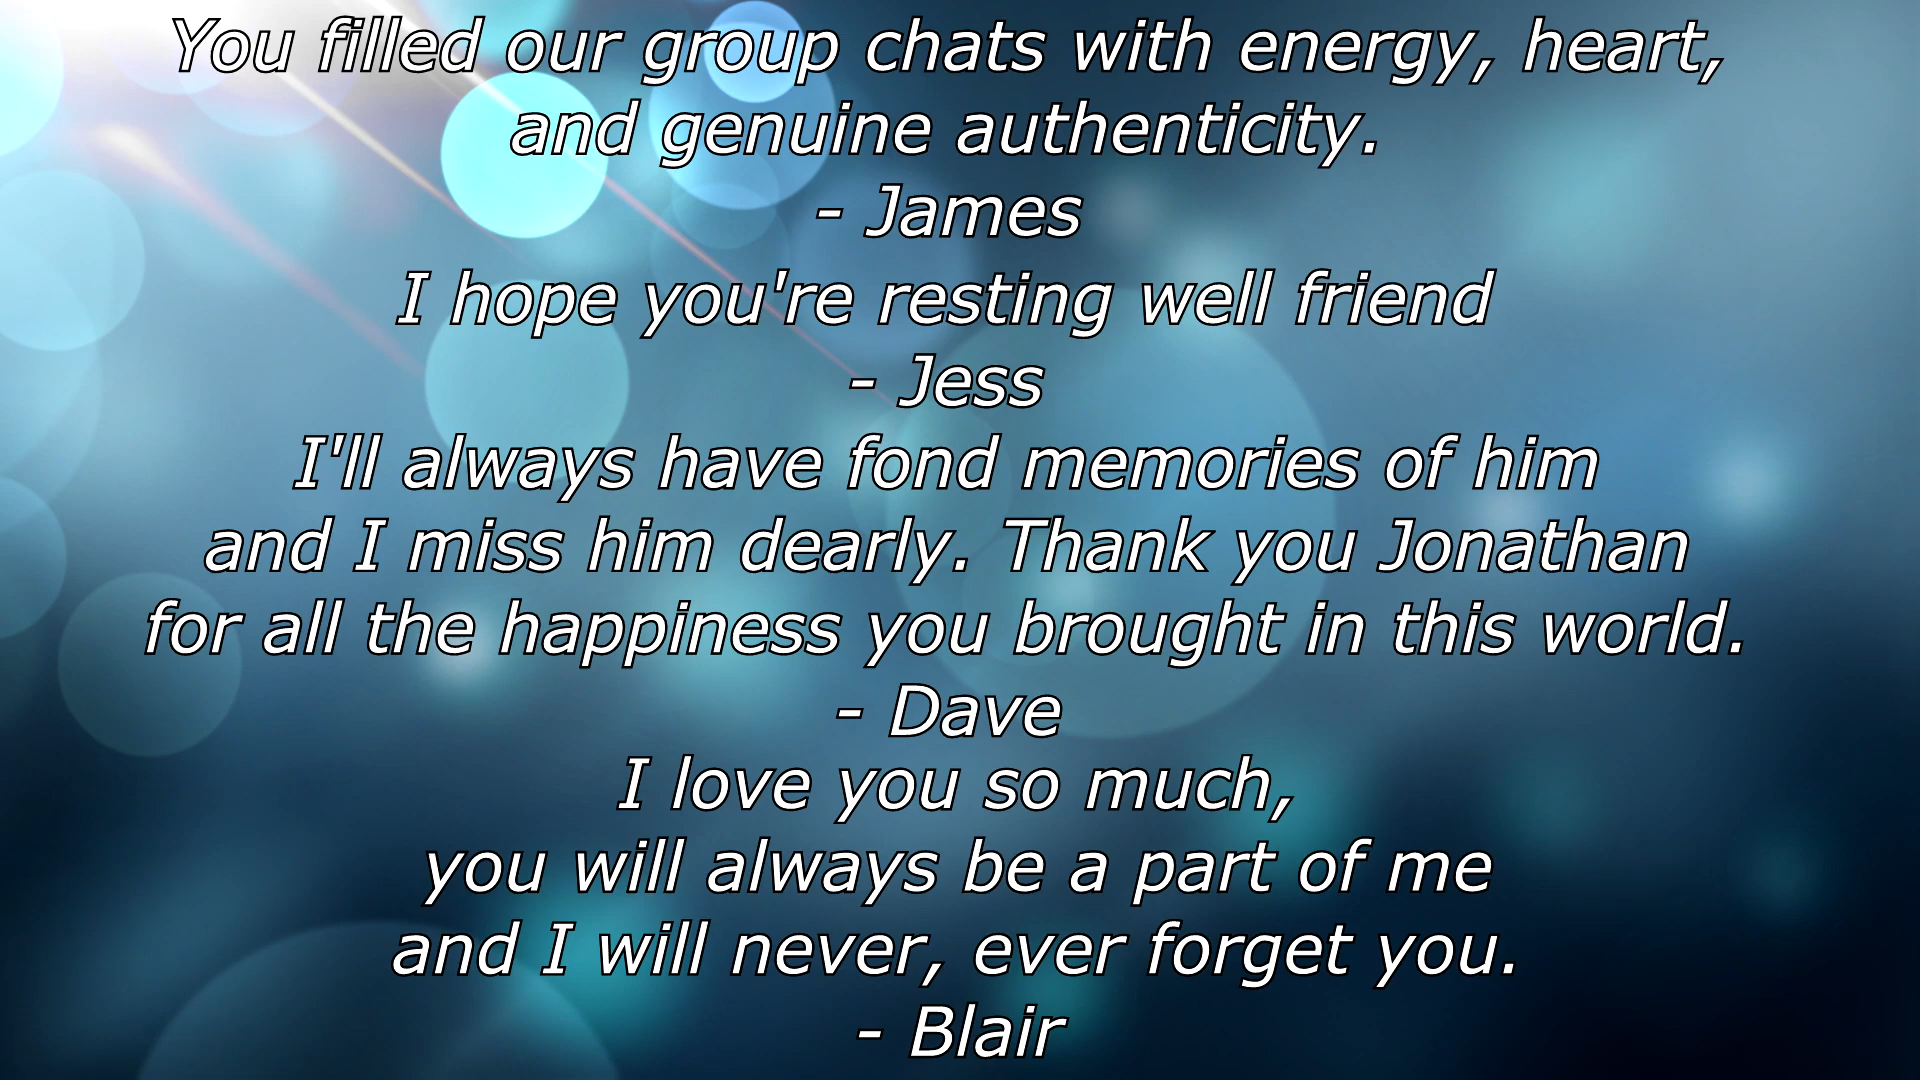 You filled our group chats with energy, heart,
and genuine authenticity.
- James
I hope you're resting well friend
- Jess
I'll always have fond memories of him
and I miss him dearly. Thank you Jonathan
for all the happiness you brought in this world.
- Dave
I love you so much,
you will always be a part of me
and I will never, ever forget you.
- Blair